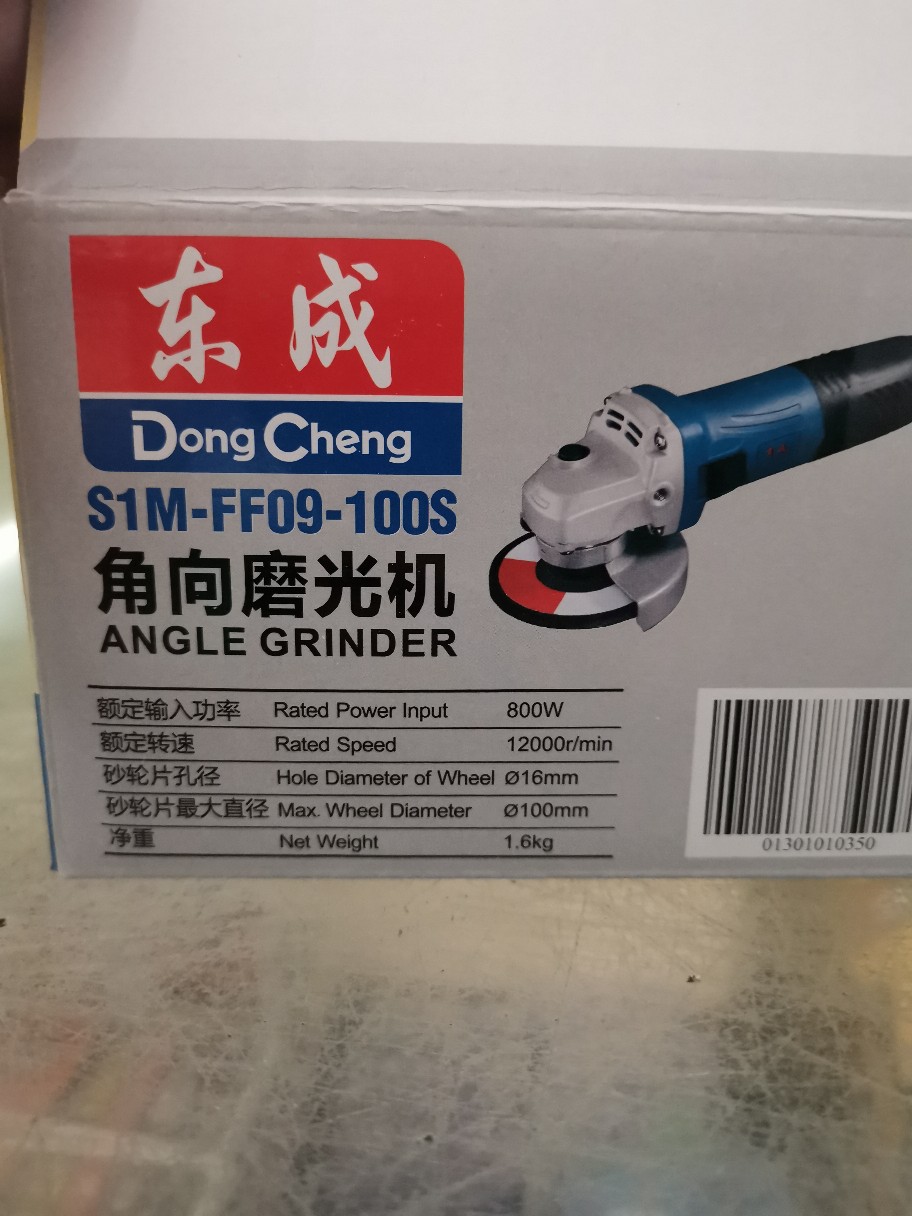 东成
DongCheng
S1M-FF09-100S
角向磨光机
ANGLE GRINDER
额定输入功率 Rated Power Input 800W
额定转速 Rated Speed 12000r/min
砂轮片孔径 Hole Diameter of Wheel Ø16mm
砂轮片最大直径 Max. Wheel Diameter Ø100mm
净重 Net Weight 1.6kg
01301010350